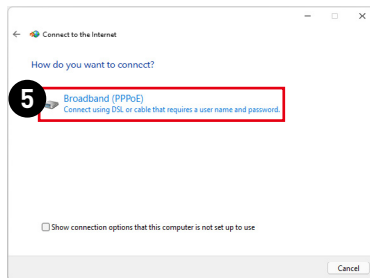 Connect to the Internet
How do you want to connect?
5
Broadband (PPPoE)
Connect using DSL or cable that requires a user name and password.
Show connection options that this computer is not set up to use
Cancel